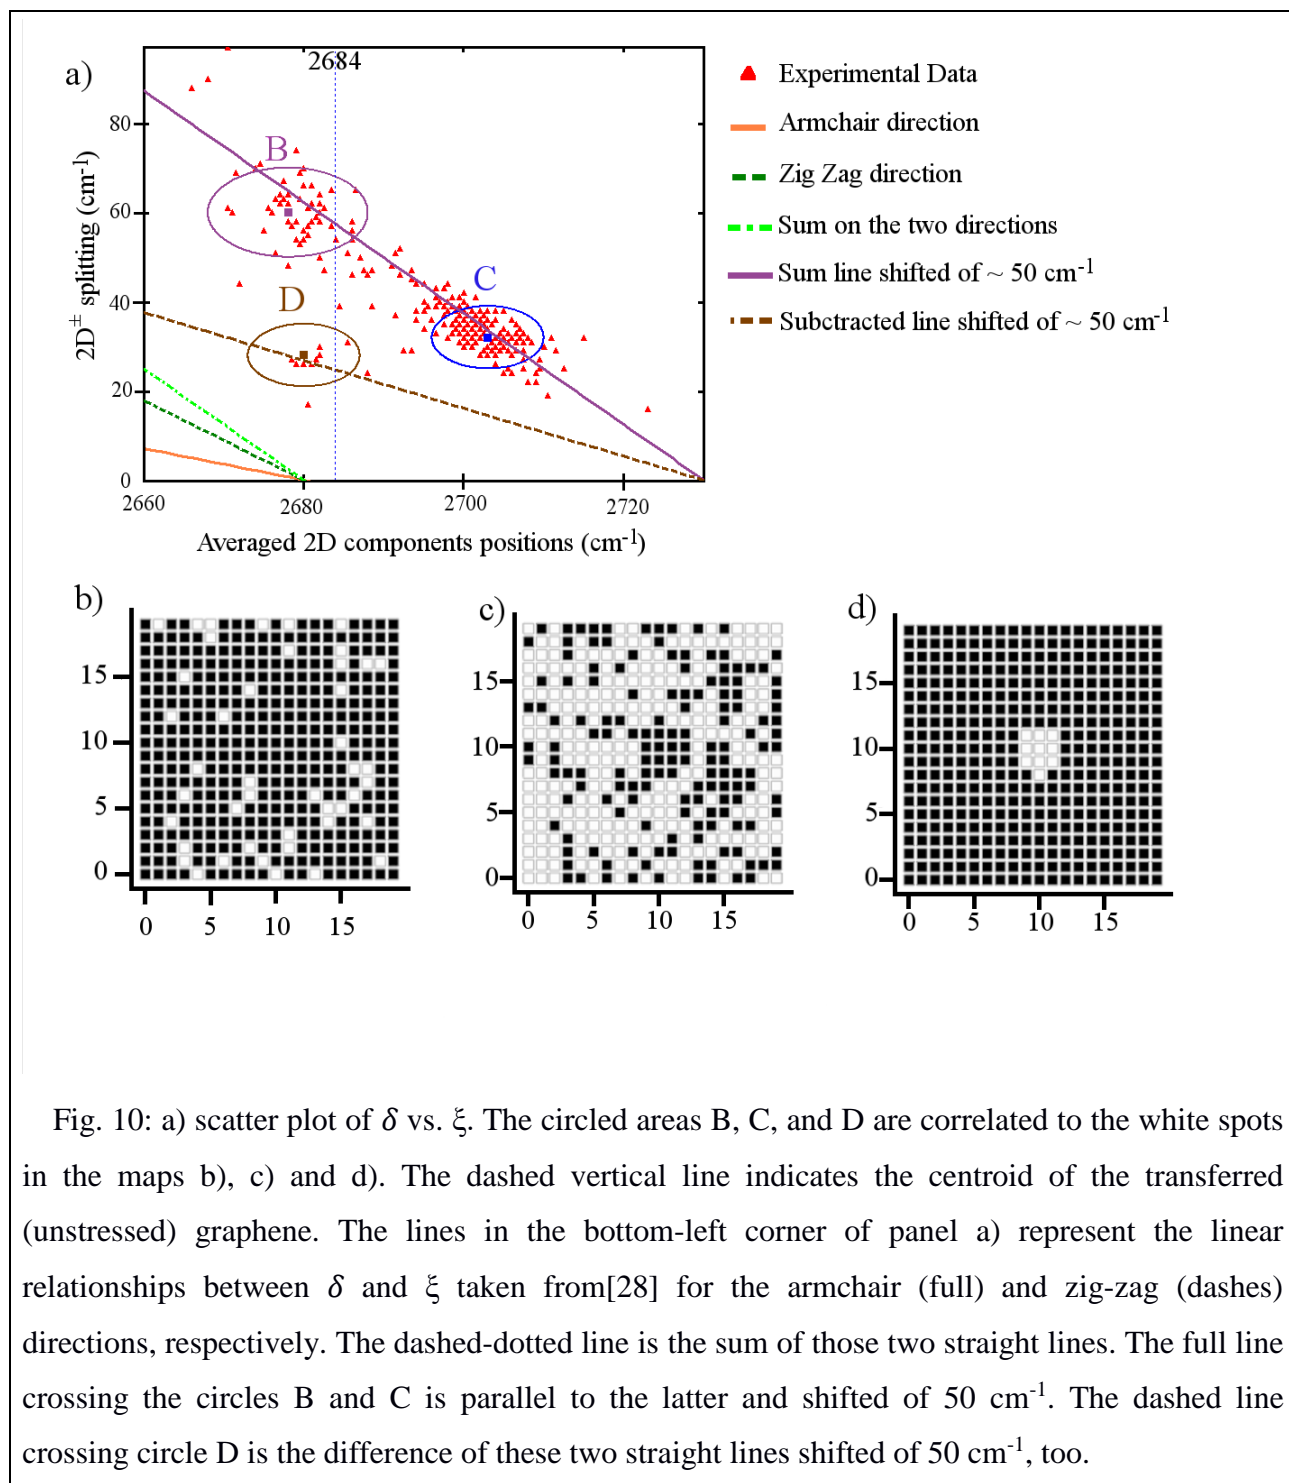 a)
2684
B
C
D
80
60
40
20
0
2D± splitting (cm-1)
2660
2680
2700
2720
Averaged 2D components positions (cm-1)
Experimental Data
Armchair direction
Zig Zag direction
Sum on the two directions
Sum line shifted of ~ 50 cm-1
Subctracted line shifted of ~ 50 cm-1
b)
15
10
5
0
0 5 10 15
c)
15
10
5
0
0 5 10 15
d)
15
10
5
0
0 5 10 15
Fig. 10: a) scatter plot of δ vs. ξ. The circled areas B, C, and D are correlated to the white spots
in the maps b), c) and d). The dashed vertical line indicates the centroid of the transferred
(unstressed) graphene. The lines in the bottom-left corner of panel a) represent the linear
relationships between δ and ξ taken from[28] for the armchair (full) and zig-zag (dashes)
directions, respectively. The dashed-dotted line is the sum of those two straight lines. The full line
crossing the circles B and C is parallel to the latter and shifted of 50 cm-1. The dashed line
crossing circle D is the difference of these two straight lines shifted of 50 cm-1, too.